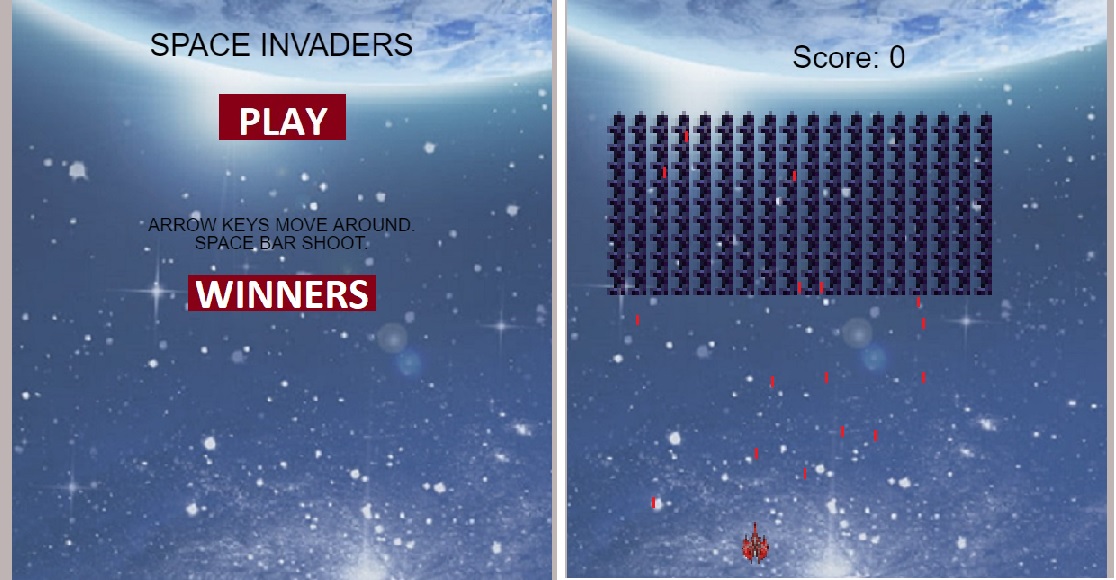 SPACE INVADERS
PLAY
ARROW KEYS MOVE AROUND.
SPACE BAR SHOOT.
WINNERS
Score: 0